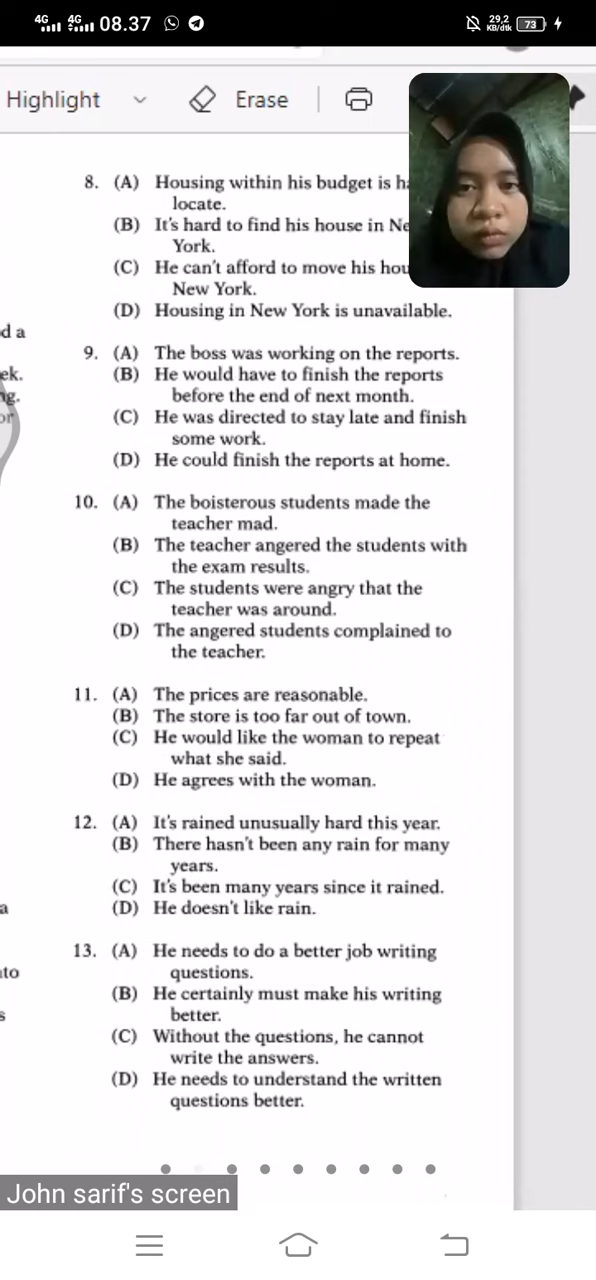 4G 4G 08.37 29,2 KB/dtk 73
Highlight Erase
8. (A) Housing within his budget is
locate.
(B) It's hard to find his house in
York.
(C) He can't afford to move his
New York.
(D) Housing in New York is unavailable.
d a
9. (A) The boss was working on the reports.
ek.
(B) He would have to finish the reports
before the end of next month.
or
(C) He was directed to stay late and finish
some work.
(D) He could finish the reports at home.
10. (A) The boisterous students made the
teacher mad.
(B) The teacher angered the students with
the exam results.
(C) The students were angry that the
teacher was around.
(D) The angered students complained to
the teacher.
11. (A) The prices are reasonable.
(B) The store is too far out of town.
(C) He would like the woman to repeat
what she said.
(D) He agrees with the woman.
12. (A) It's rained unusually hard this year.
(B) There hasn't been any rain for many
years.
(C) It's been many years since it rained.
a
(D) He doesn't like rain.
13. (A) He needs to do a better job writing
questions.
(B) He certainly must make his writing
better.
(C) Without the questions, he cannot
write the answers.
(D) He needs to understand the written
questions better.
John sarif's screen